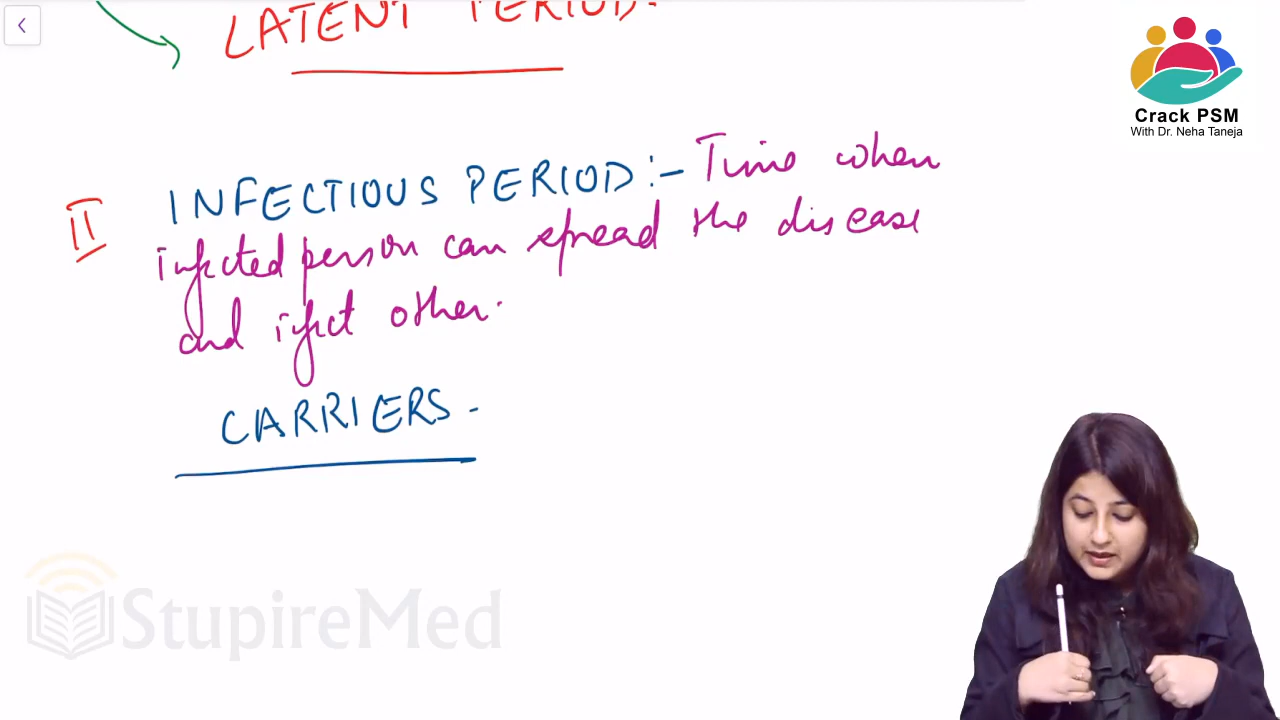 LATENT PERIOD.
Crack PSM
With Dr. Neha Taneja
II INFECTIOUS PERIOD:- Time when
infected person can spread the disease
and infect other.
CARRIERS.
StupireMed